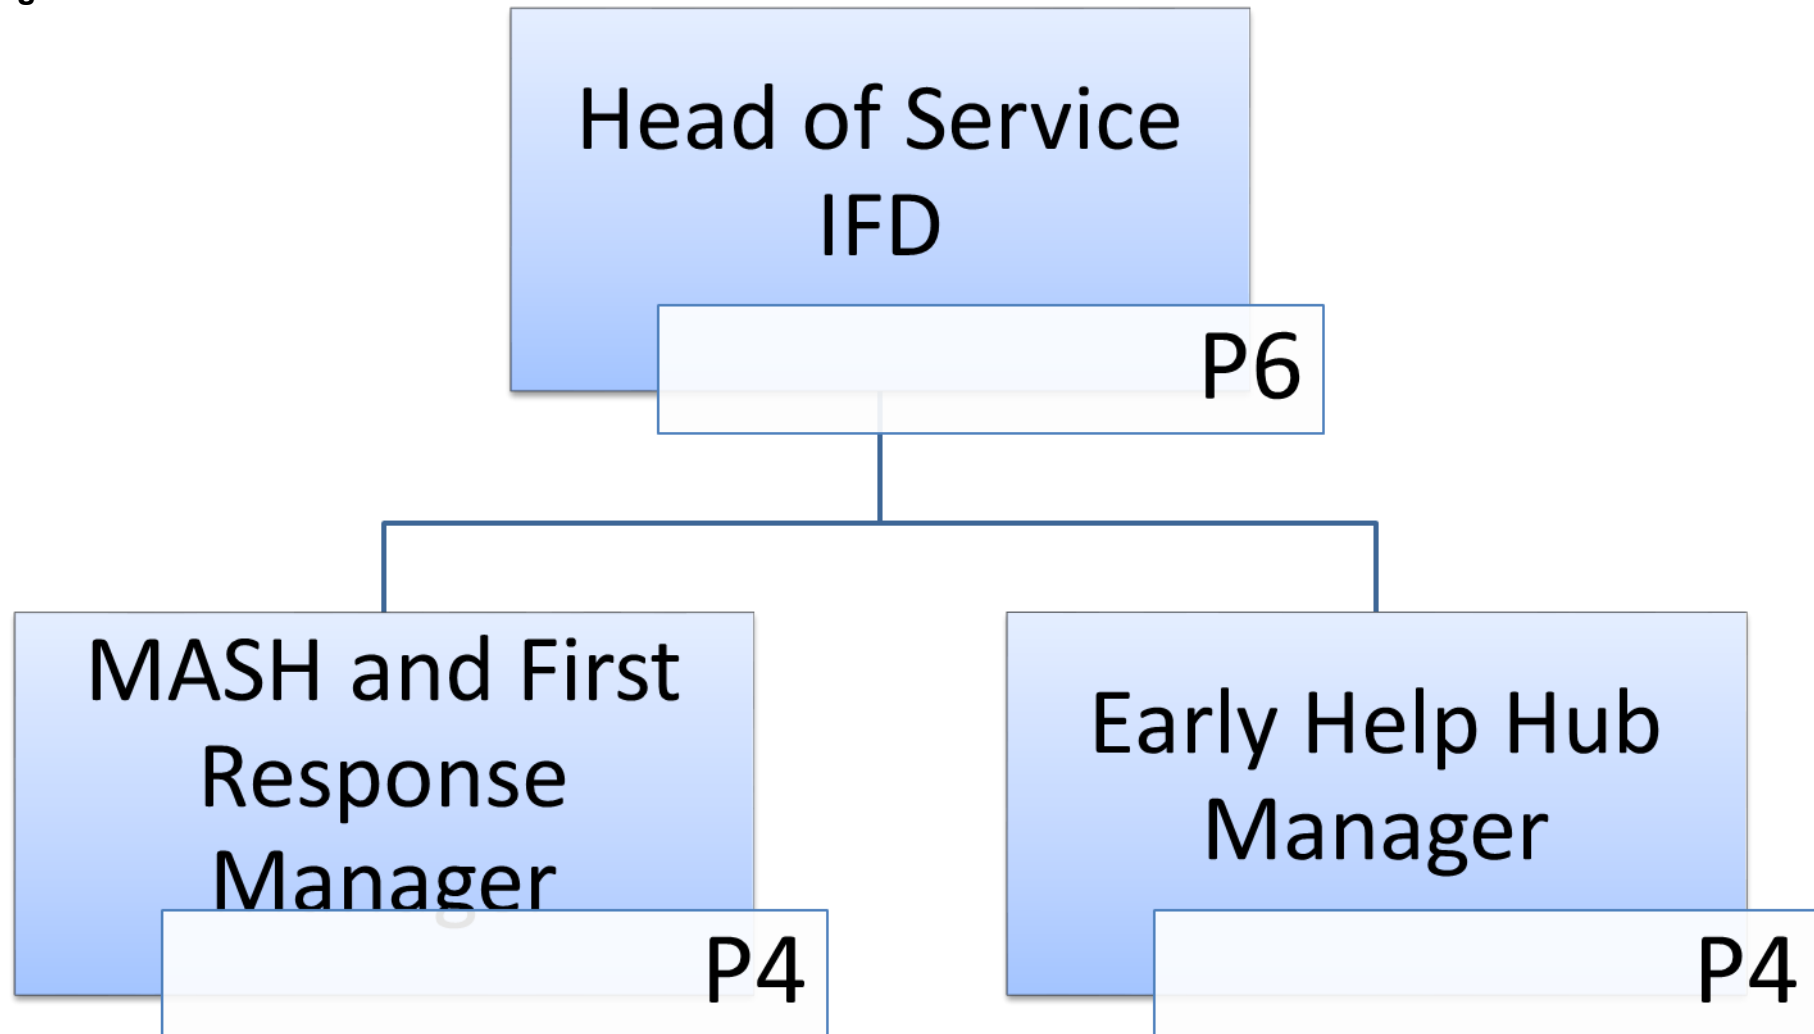 Head of Service
IFD
P6
MASH and First
Response
Manager
P4
Early Help Hub
Manager
P4